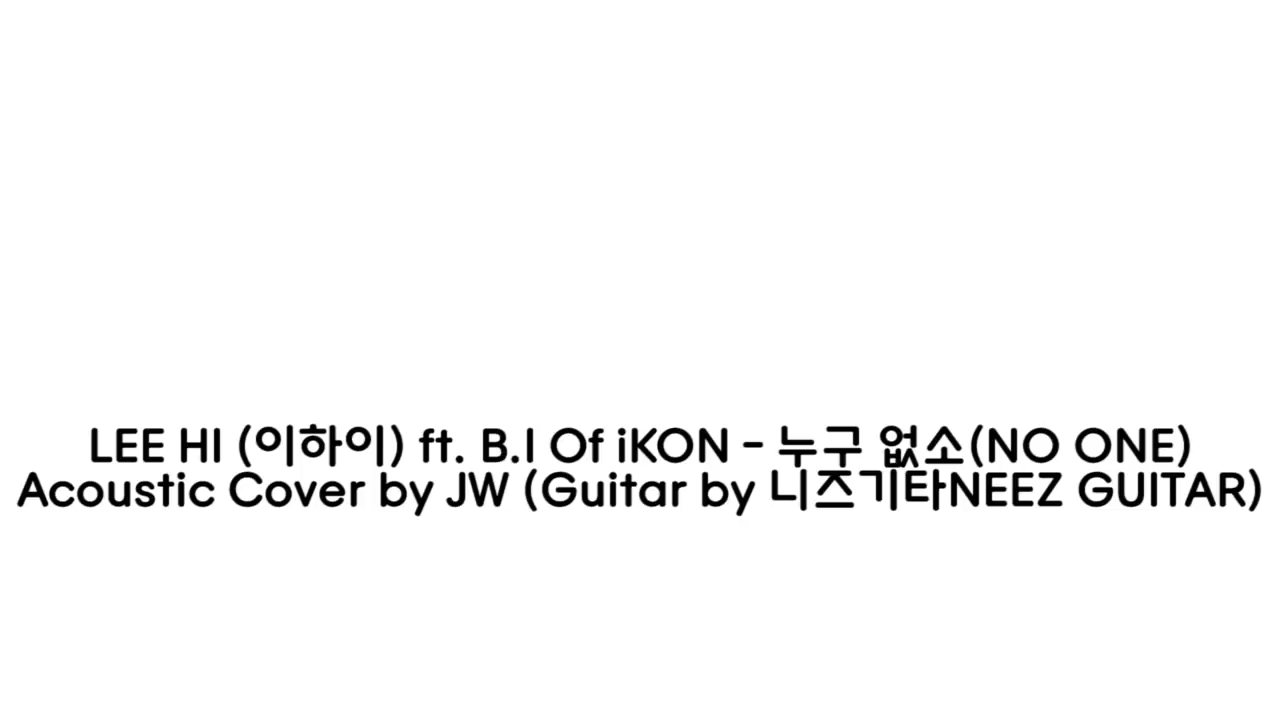 LEE HI (이하이) ft. B.I Of iKON - 누구 없소(NO ONE)
Acoustic Cover by JW (Guitar by 니즈기타NEEZ GUITAR)